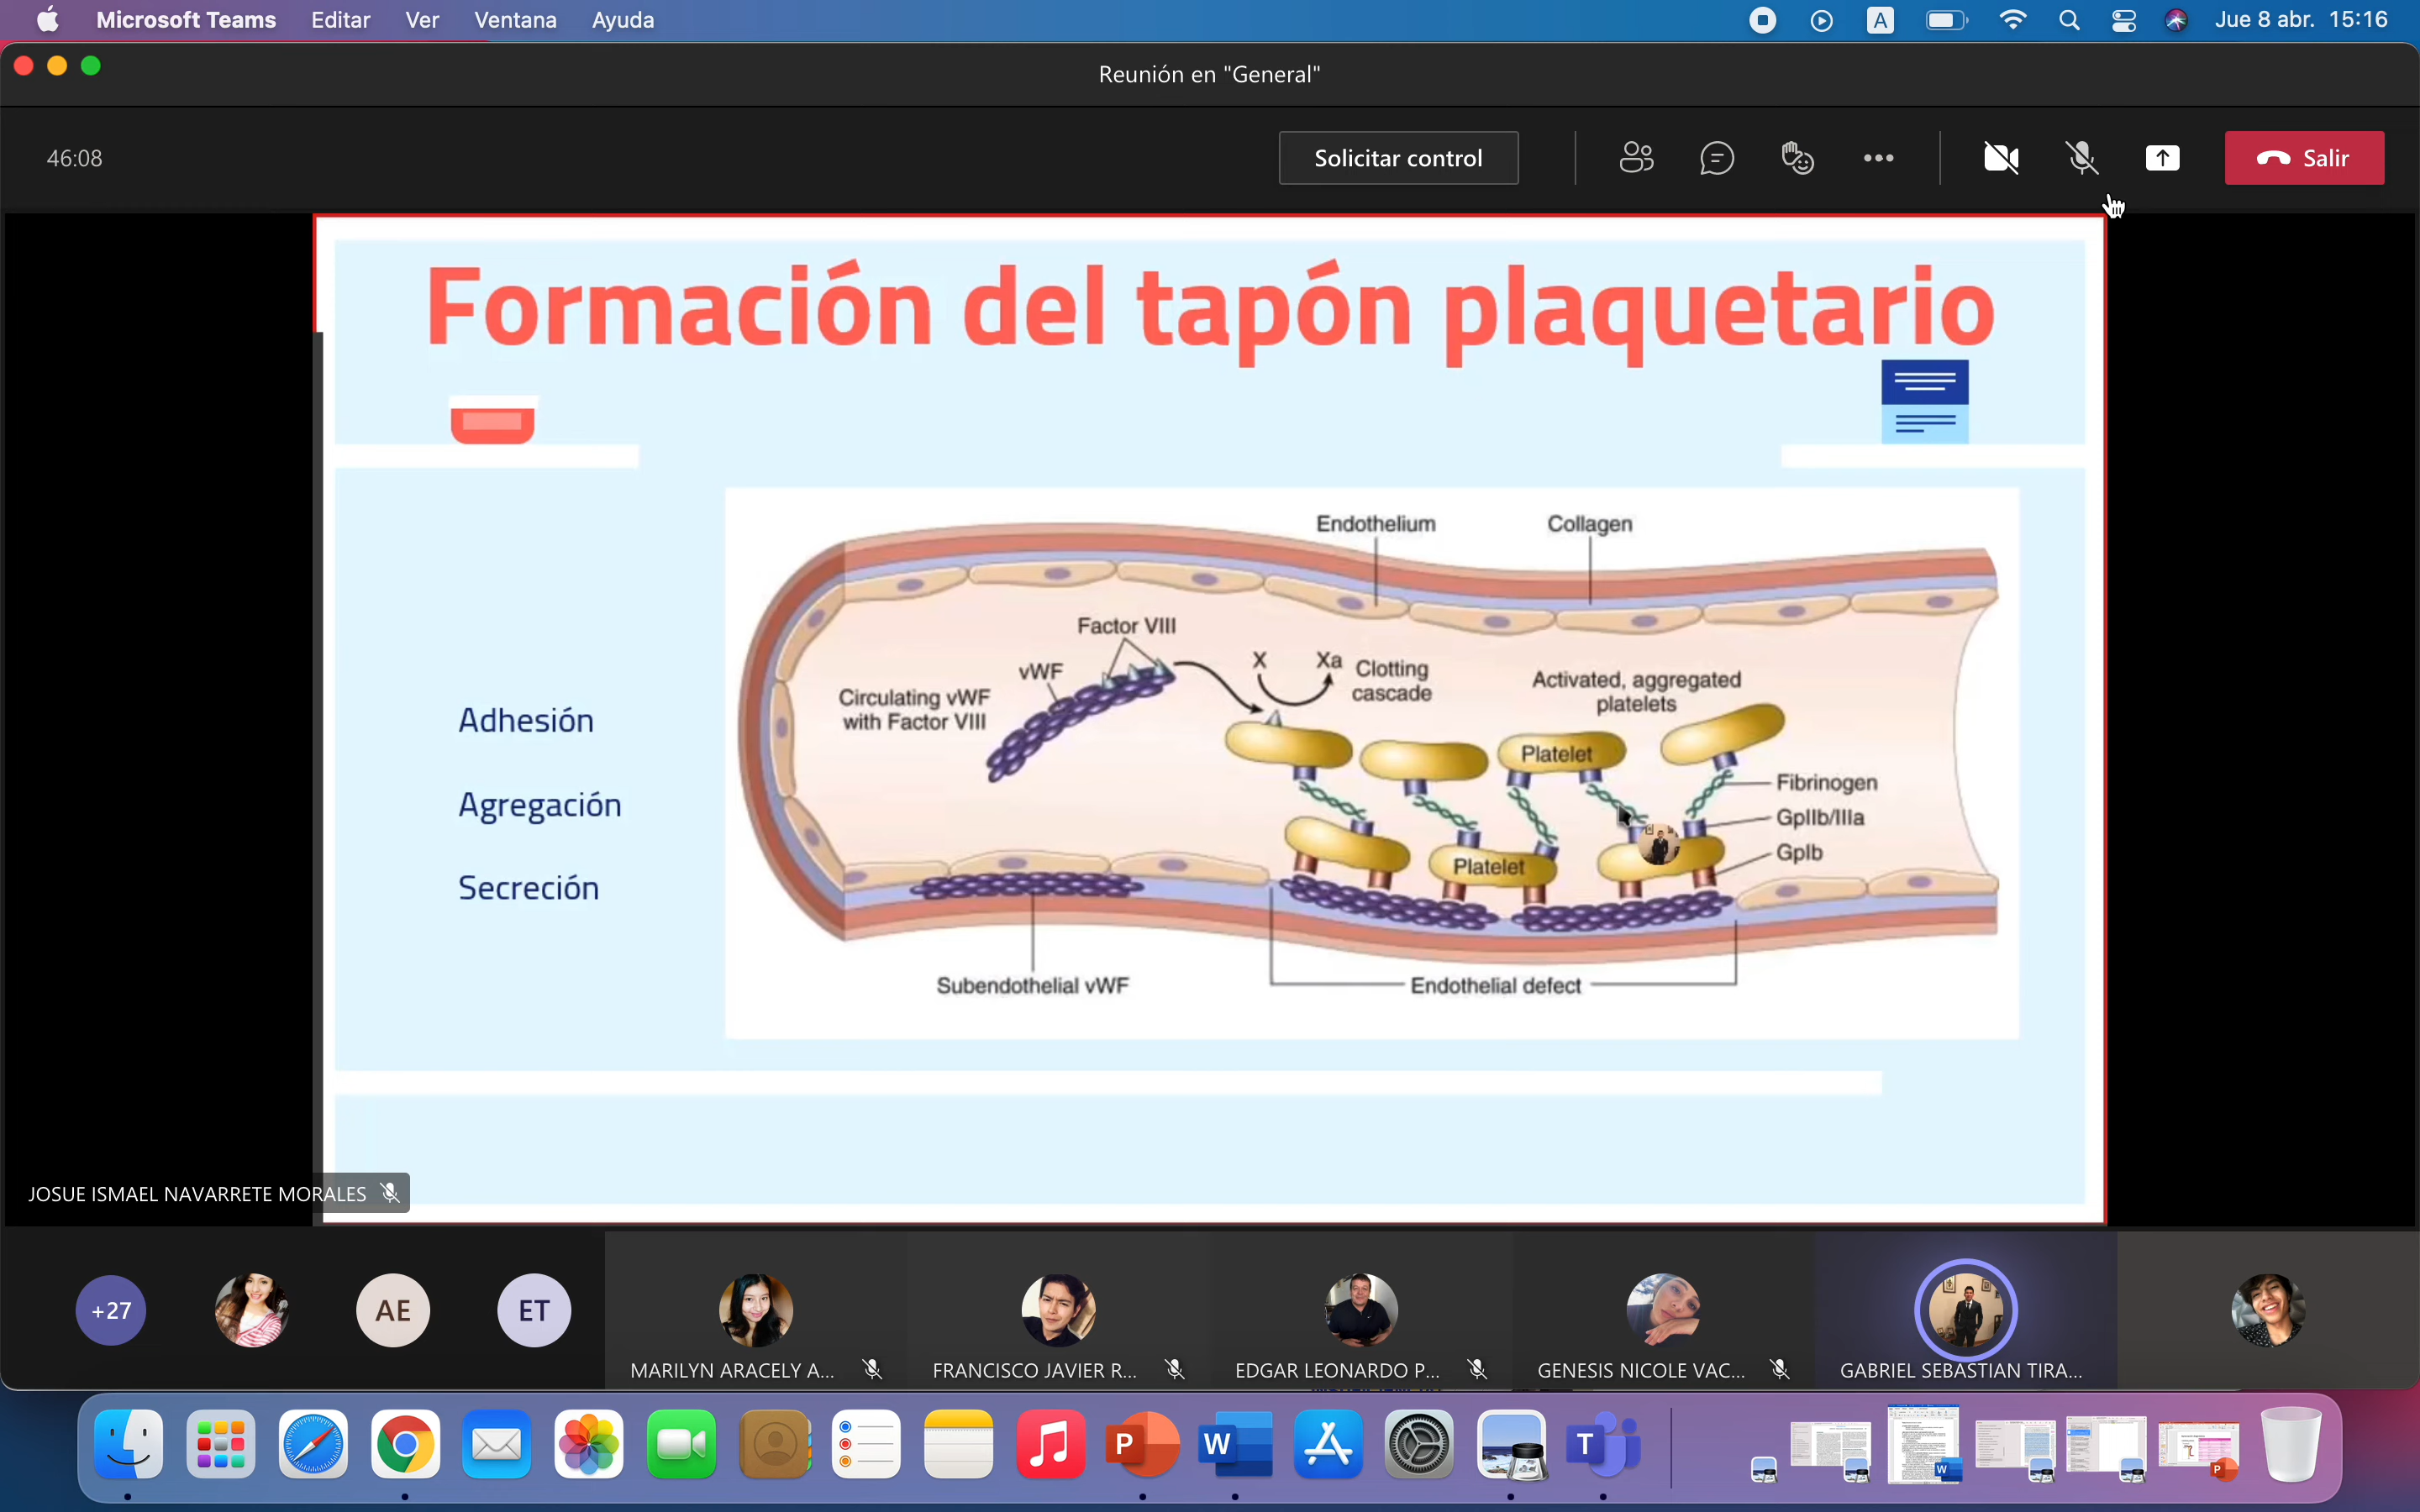 Microsoft Teams Editar Ver Ventana Ayuda
A
Jue 8 abr. 15:16
Reunión en "General"
46:08
Solicitar control
Salir
Formación del tapón plaquetario
Adhesión
Agregación
Secreción
Endothelium
Collagen
Factor VIII
vWF
Circulating vWF
with Factor VIII
X
Xa
Clotting
cascade
Activated, aggregated
platelets
Platelet
Fibrinogen
GpIIb/IIIa
GpIb
Platelet
Subendothelial vWF
Endothelial defect
JOSUE ISMAEL NAVARRETE MORALES
+27
AE
ET
MARILYN ARACELY A...
FRANCISCO JAVIER R...
EDGAR LEONARDO P...
GENESIS NICOLE VAC...
GABRIEL SEBASTIAN TIRA...
P
W
T
W
P